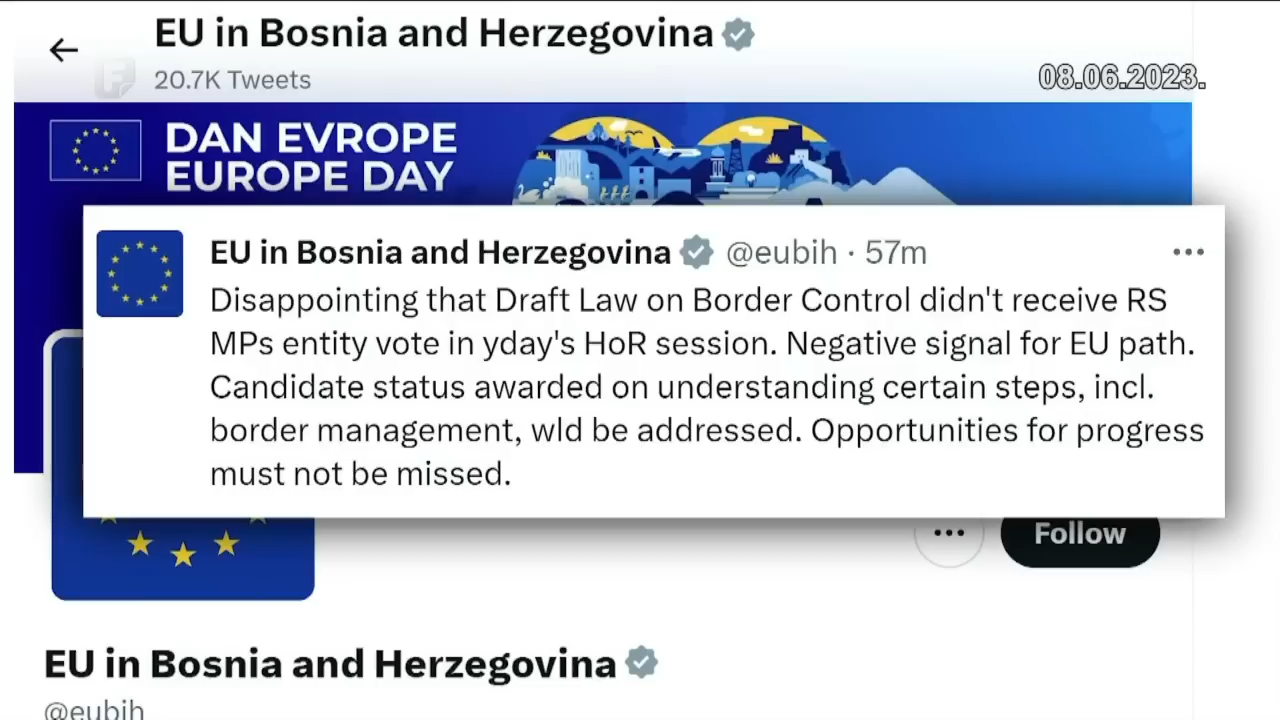 EU in Bosnia and Herzegovina
20.7K Tweets
08.06.2023.
DAN EVROPE
EUROPE DAY
EU in Bosnia and Herzegovina @eubih · 57m
Disappointing that Draft Law on Border Control didn't receive RS
MPs entity vote in yday's HoR session. Negative signal for EU path.
Candidate status awarded on understanding certain steps, incl.
border management, wld be addressed. Opportunities for progress
must not be missed.
Follow
EU in Bosnia and Herzegovina
@eubih